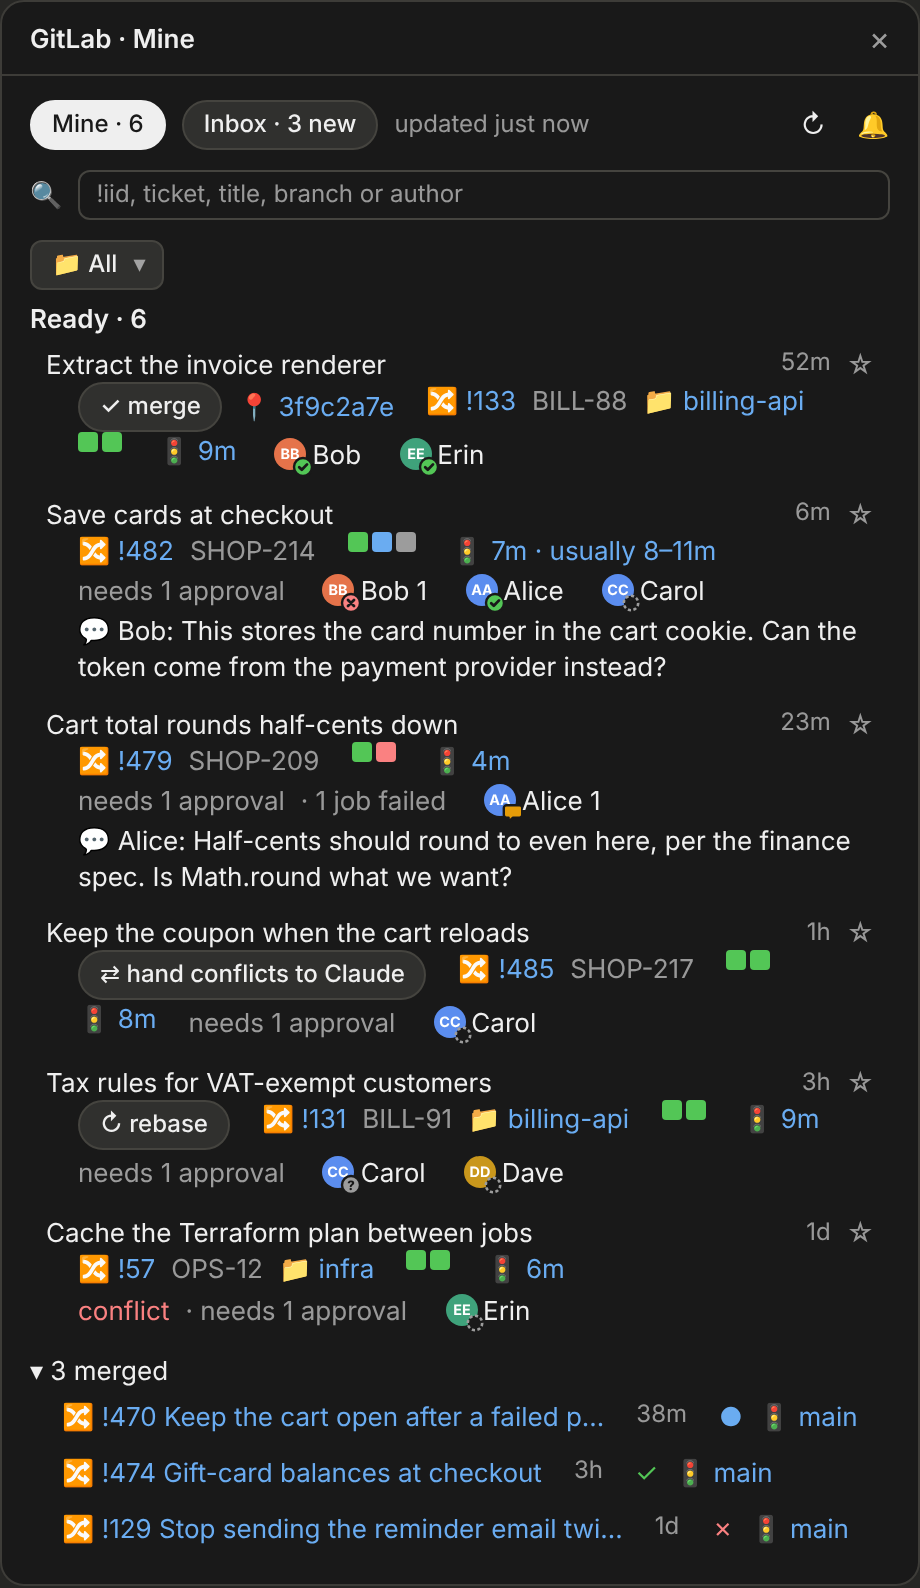 GitLab · Mine ×
Mine · 6 Inbox · 3 new updated just now
!iid, ticket, title, branch or author
All ▾
Ready · 6
Extract the invoice renderer 52m ☆
✓ merge 3f9c2a7e !133 BILL-88 billing-api
9m BB Bob EE Erin
Save cards at checkout 6m ☆
!482 SHOP-214 7m · usually 8–11m
needs 1 approval BB Bob 1 AA Alice CC Carol
Bob: This stores the card number in the cart cookie. Can the
token come from the payment provider instead?
Cart total rounds half-cents down 23m ☆
!479 SHOP-209 4m
needs 1 approval · 1 job failed AA Alice 1
Alice: Half-cents should round to even here, per the finance
spec. Is Math.round what we want?
Keep the coupon when the cart reloads 1h ☆
⇄ hand conflicts to Claude !485 SHOP-217
8m needs 1 approval CC Carol
Tax rules for VAT-exempt customers 3h ☆
↻ rebase !131 BILL-91 billing-api 9m
needs 1 approval CC ? Carol DD Dave
Cache the Terraform plan between jobs 1d ☆
!57 OPS-12 infra 6m
conflict · needs 1 approval EE Erin
▾ 3 merged
!470 Keep the cart open after a failed p... 38m main
!474 Gift-card balances at checkout 3h ✓ main
!129 Stop sending the reminder email twi... 1d × main